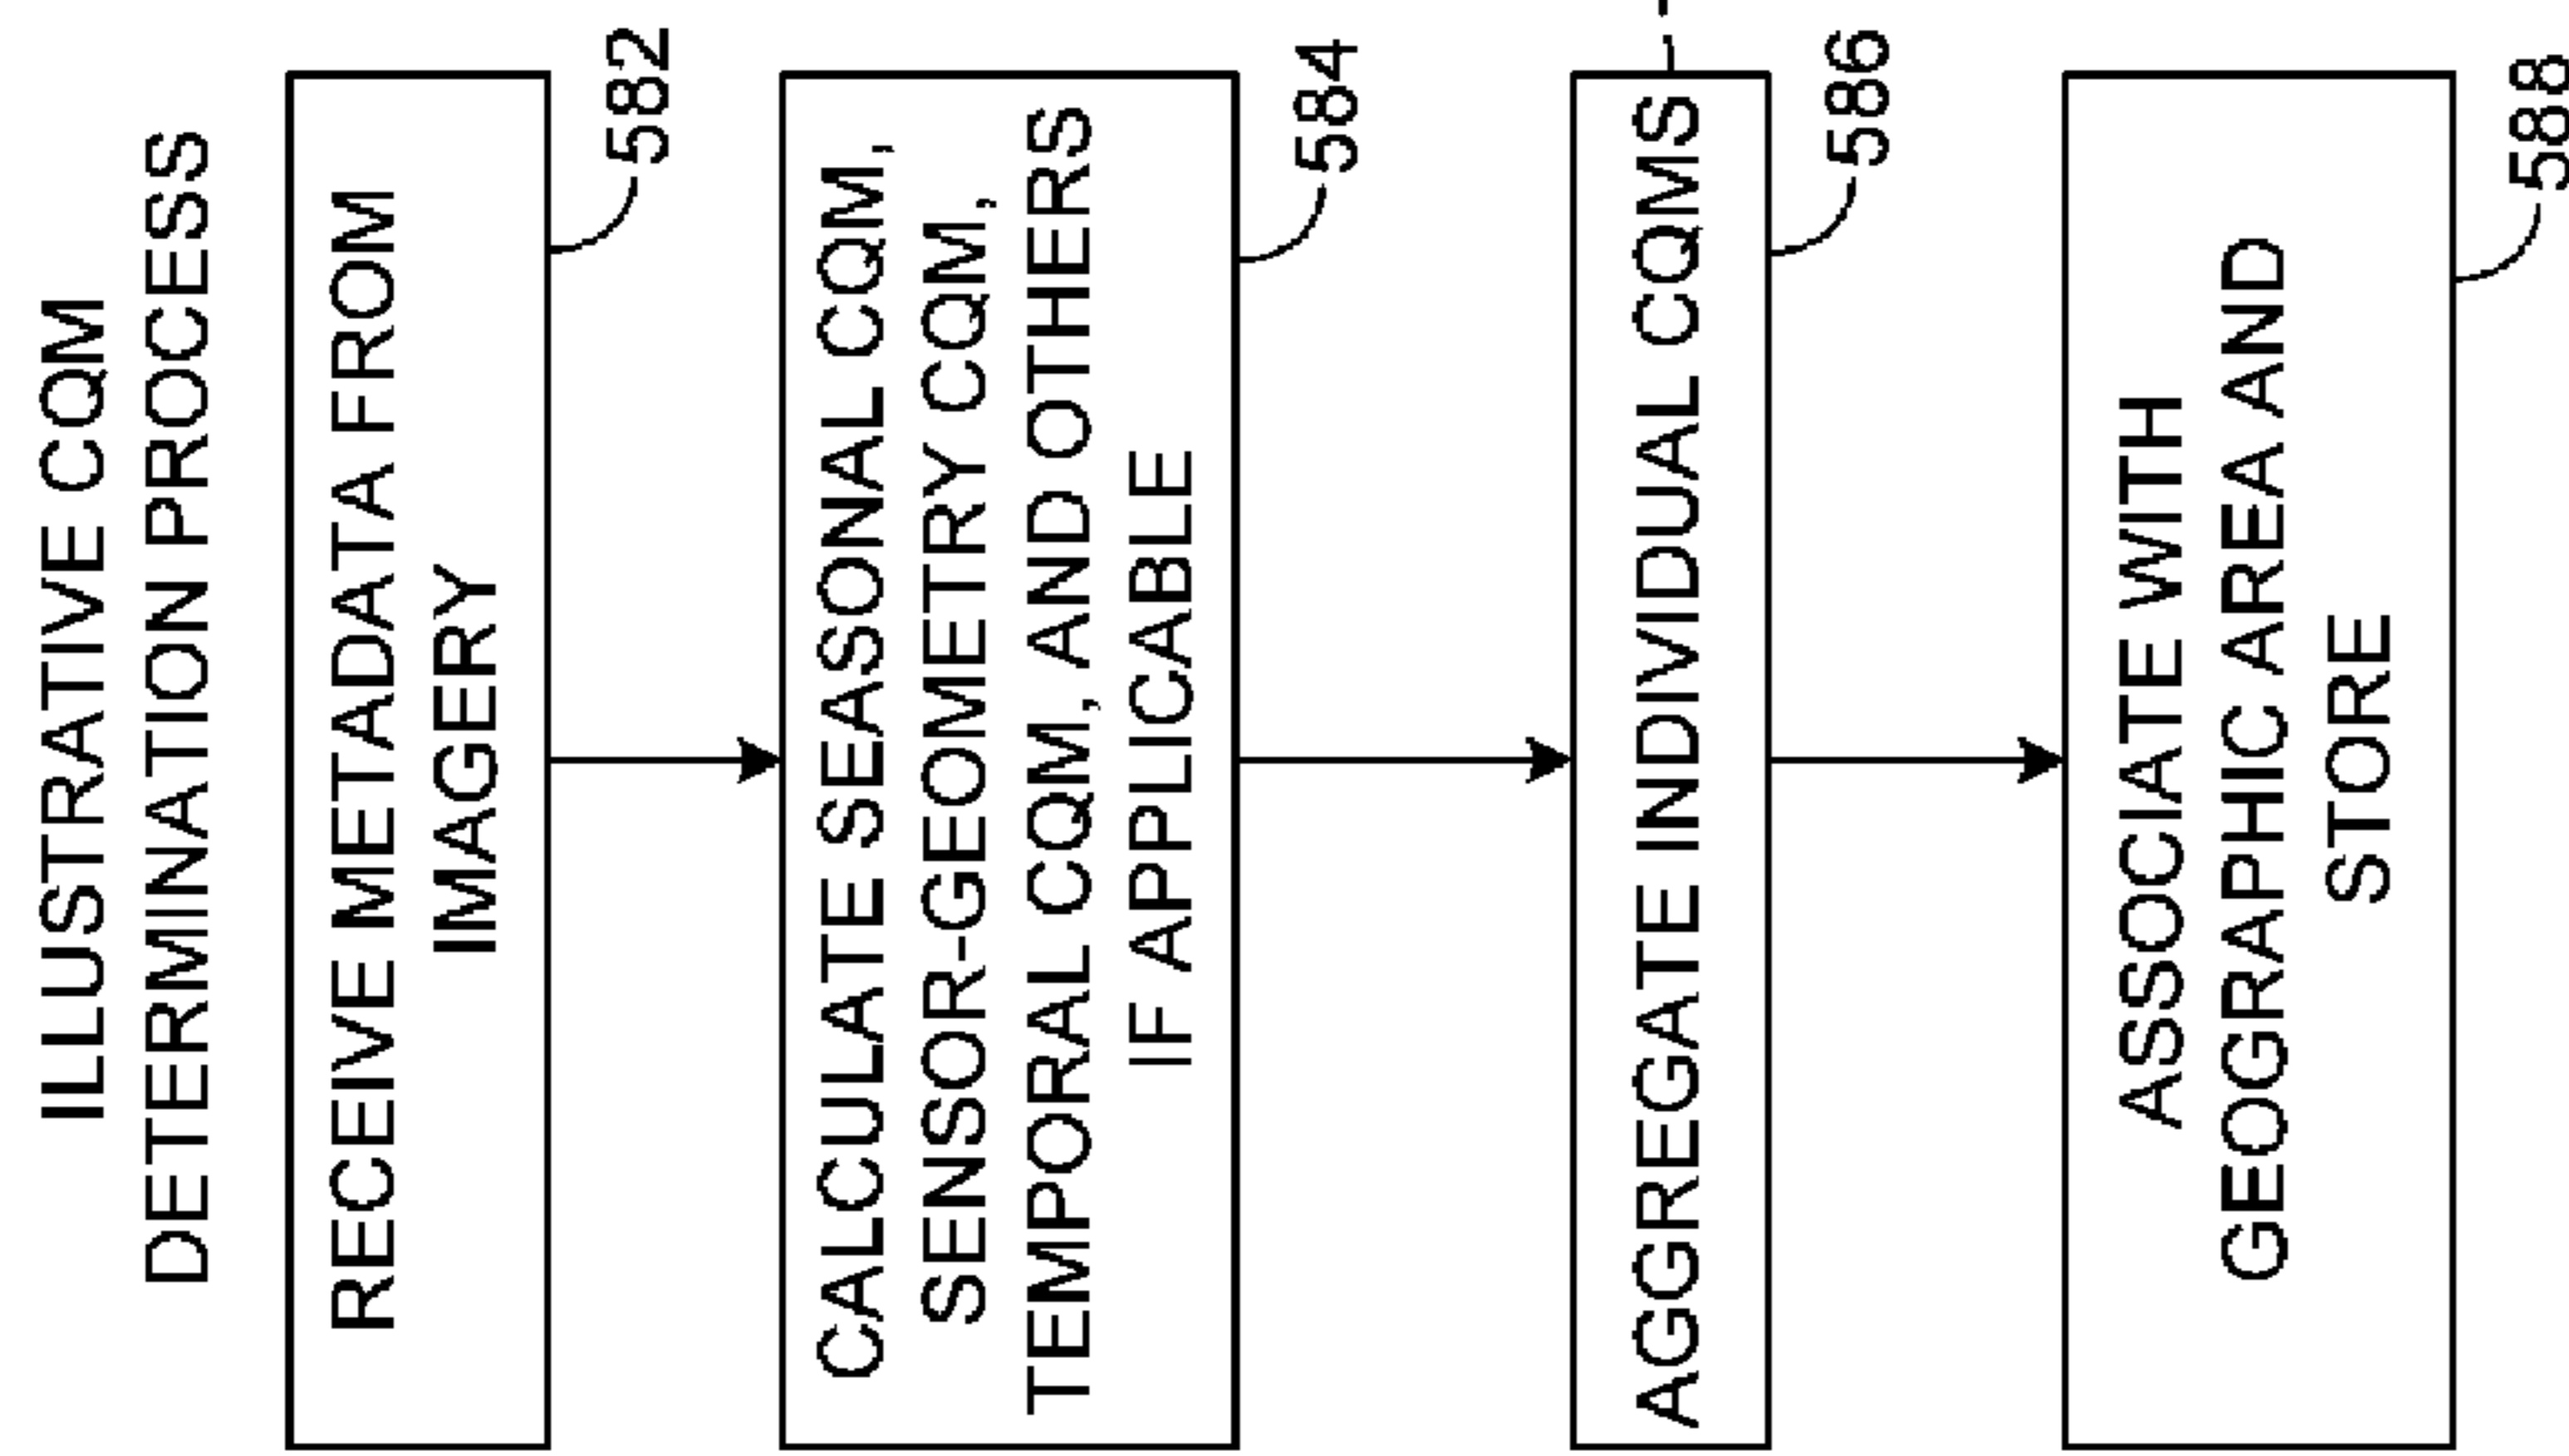 ILLUSTRATIVE CQM
DETERMINATION PROCESS
RECEIVE METADATA FROM
IMAGERY
582
CALCULATE SEASONAL CQM,
SENSOR-GEOMETRY CQM,
TEMPORAL CQM, AND OTHERS
IF APPLICABLE
584
AGGREGATE INDIVIDUAL CQMS
586
ASSOCIATE WITH
GEOGRAPHIC AREA AND
STORE
588